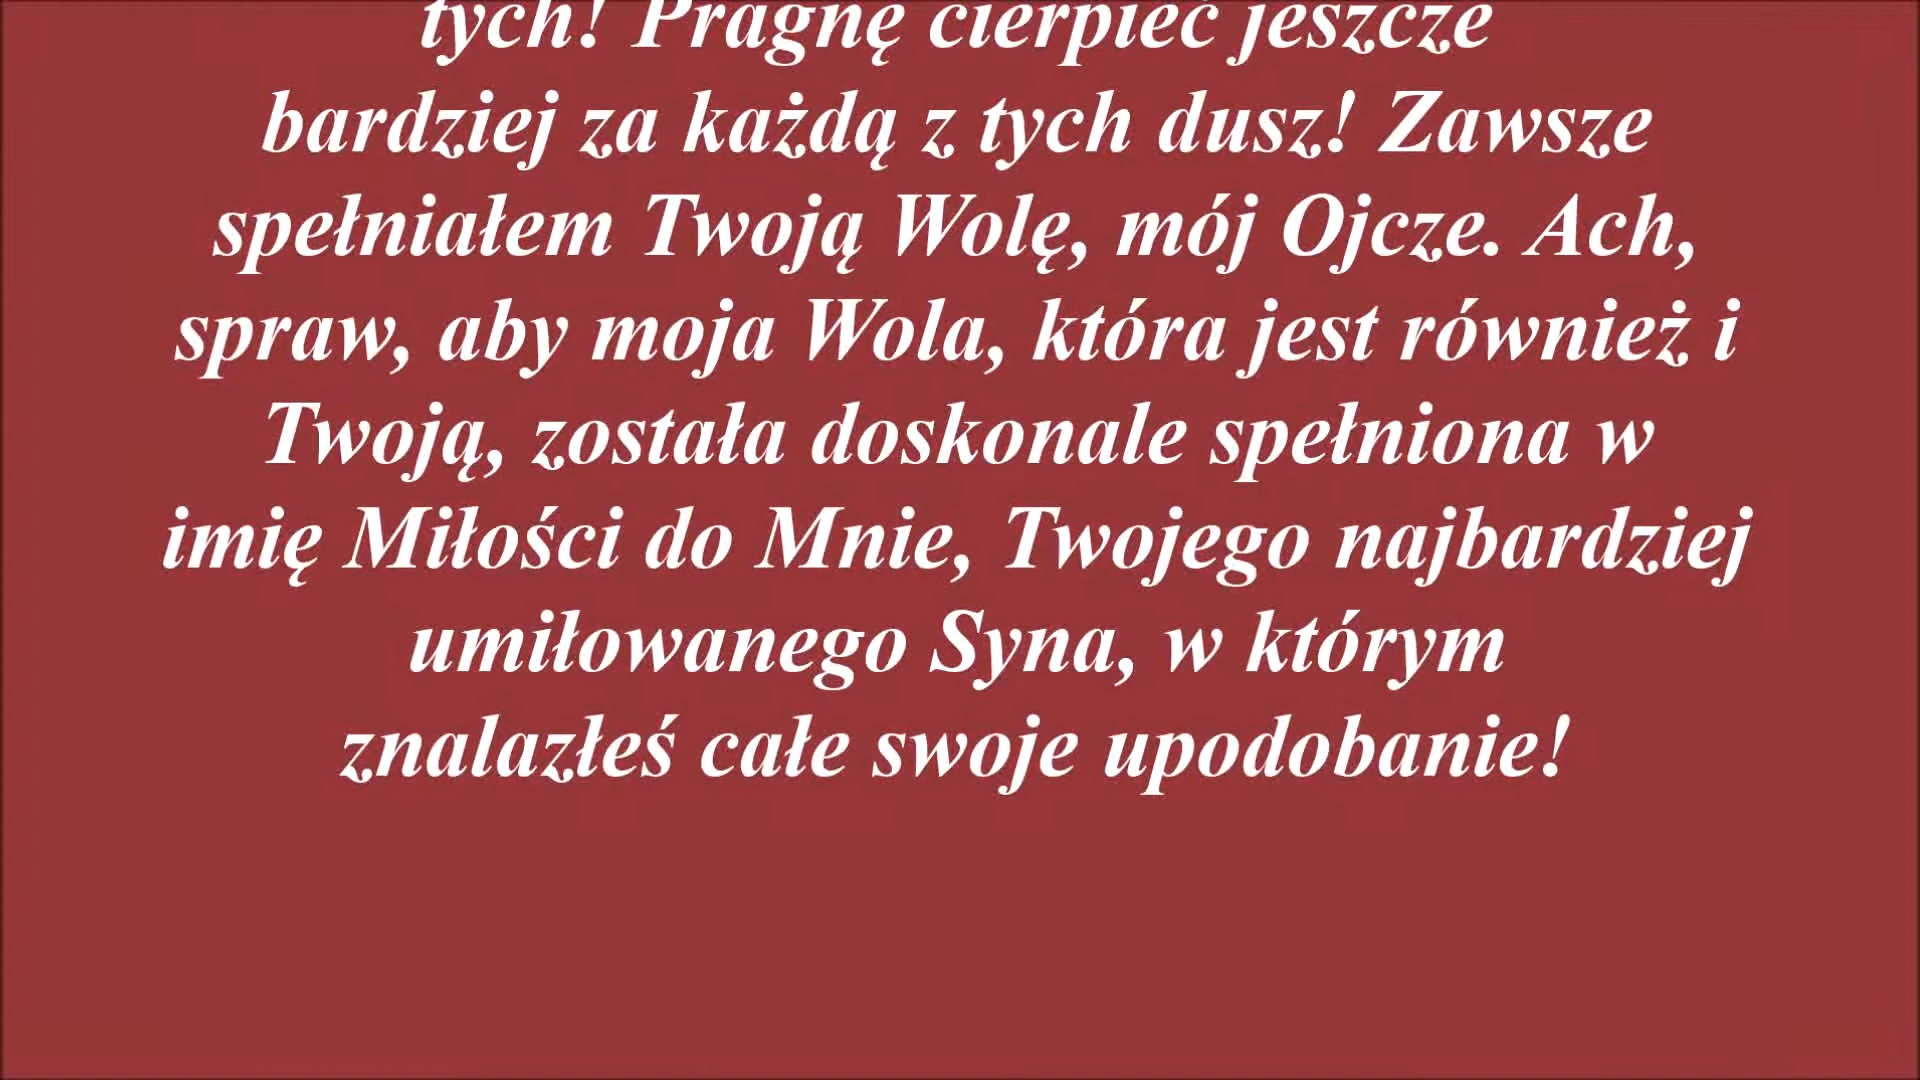 tych! Pragnę cierpieć jeszcze
bardziej za każdą z tych dusz! Zawsze
spełniałem Twoją Wolę, mój Ojcze. Ach,
spraw, aby moja Wola, która jest również i
Twoją, została doskonale spełniona w
imię Miłości do Mnie, Twojego najbardziej
umiłowanego Syna, w którym
znalazłeś całe swoje upodobanie!